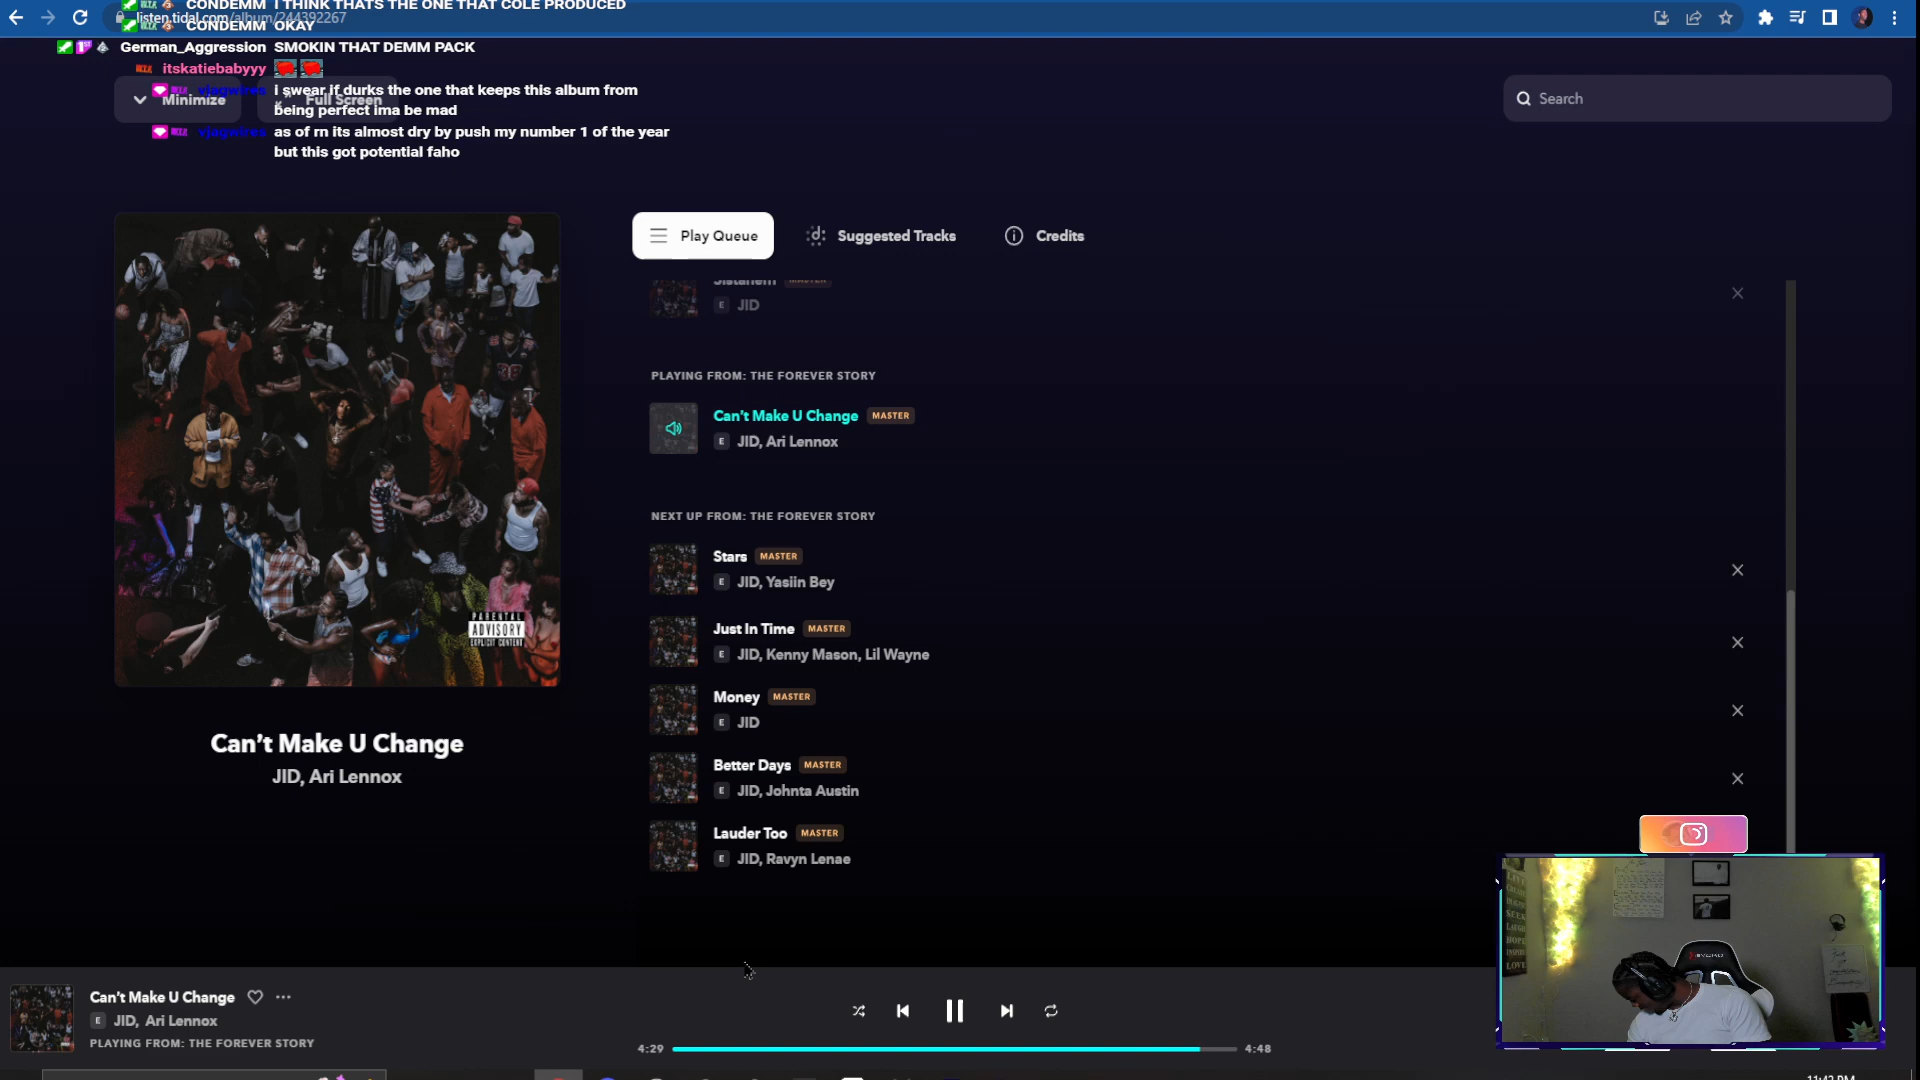 CONDEMM I THINK THATS THE ONE THAT COLE PRODUCED
listen.tidal.com/album/244392267
CONDEMM OKAY
German_Aggression SMOKIN THAT DEMM PACK
itskatiebabyyy
vjagwires i swear if durks the one that keeps this album from
being perfect ima be mad
Minimize
Full Screen
Search
vjagwires as of rn its almost dry by push my number 1 of the year
but this got potential faho
Play Queue
Suggested Tracks
Credits
Sistanem MASTER
E JID
PLAYING FROM: THE FOREVER STORY
Can't Make U Change MASTER
E JID, Ari Lennox
NEXT UP FROM: THE FOREVER STORY
Stars MASTER
E JID, Yasiin Bey
Just In Time MASTER
E JID, Kenny Mason, Lil Wayne
Money MASTER
E JID
Better Days MASTER
E JID, Johnta Austin
Lauder Too MASTER
E JID, Ravyn Lenae
PARENTAL
ADVISORY
EXPLICIT CONTENT
Can't Make U Change
JID, Ari Lennox
Can't Make U Change
E JID, Ari Lennox
PLAYING FROM: THE FOREVER STORY
4:29
4:48
11:42 PM